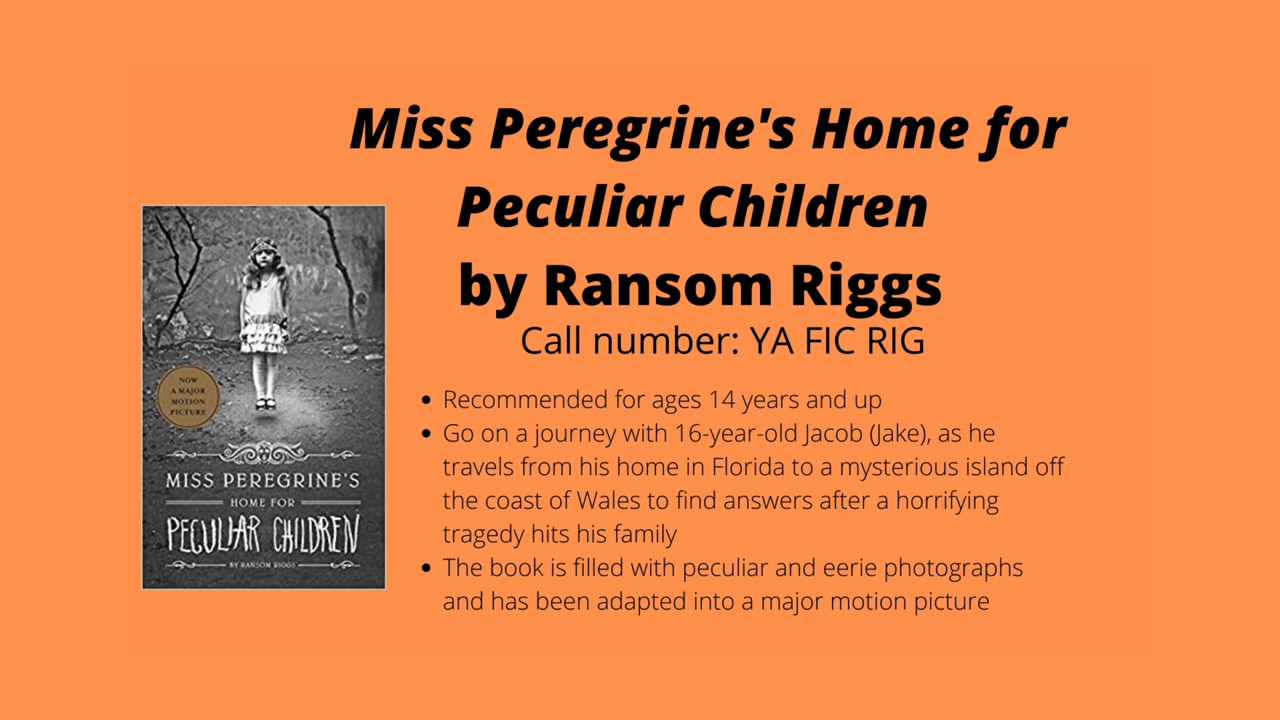 Miss Peregrine's Home for
Peculiar Children
by Ransom Riggs
Call number: YA FIC RIG
NOW
A MAJOR
MOTION
PICTURE
MISS PEREGRINE'S
HOME FOR
PECULIAR CHILDREN
BY RANSOM RIGGS
• Recommended for ages 14 years and up
• Go on a journey with 16-year-old Jacob (Jake), as he
travels from his home in Florida to a mysterious island off
the coast of Wales to find answers after a horrifying
tragedy hits his family
• The book is filled with peculiar and eerie photographs
and has been adapted into a major motion picture